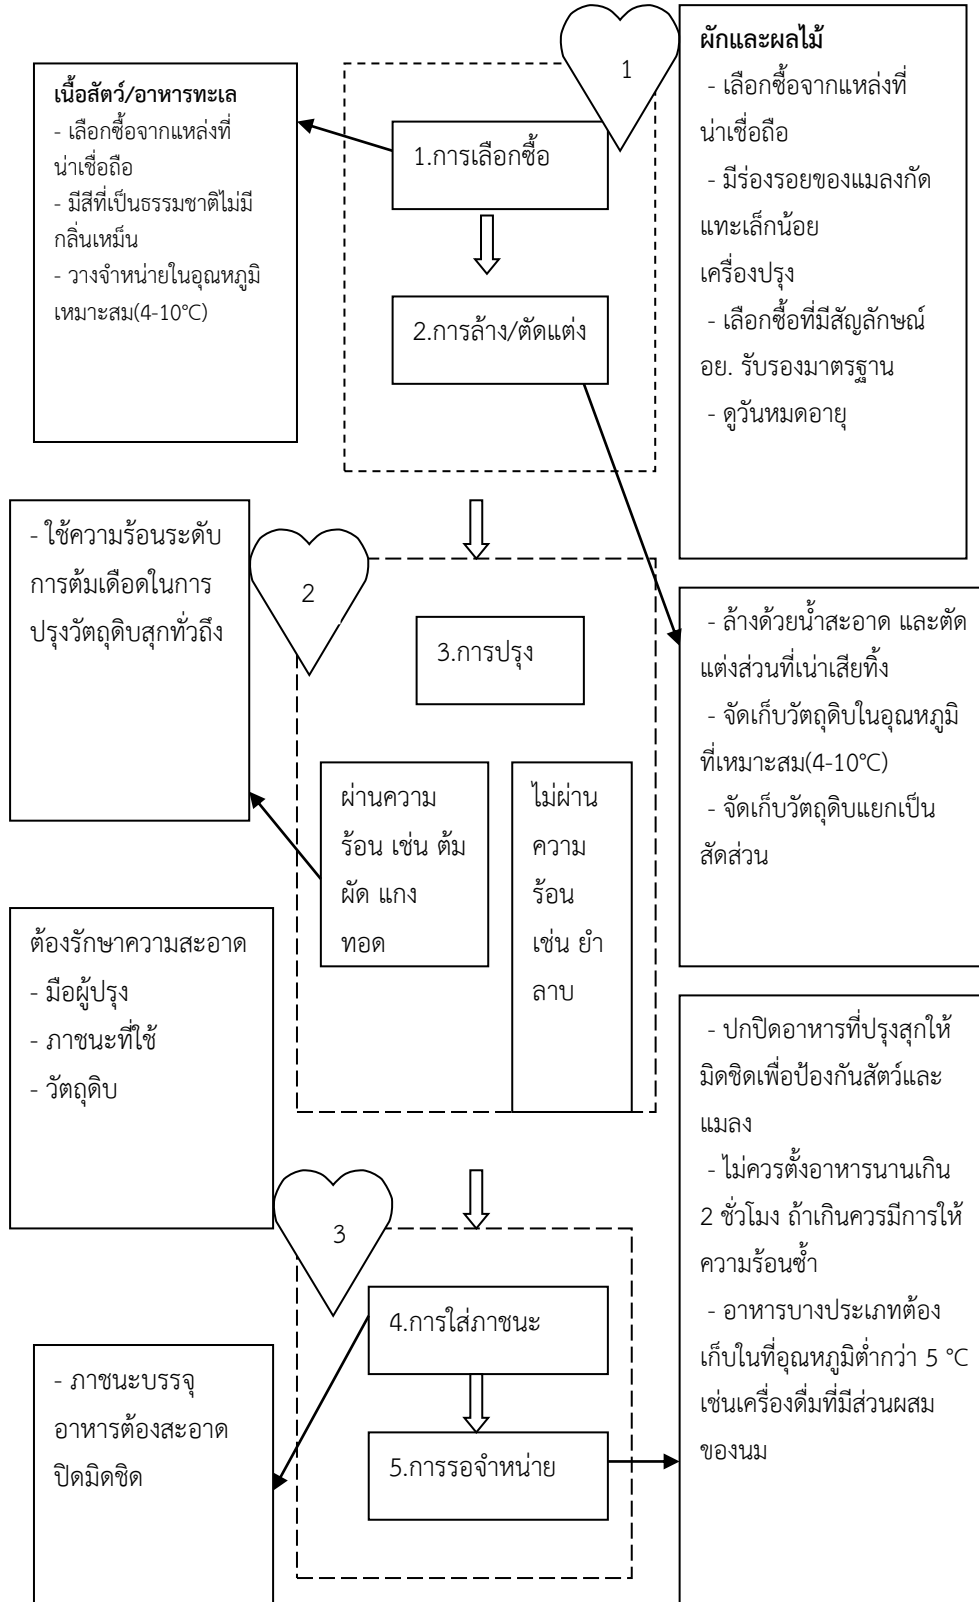 1
ผักและผลไม้
- เลือกซื้อจากแหล่งที่
น่าเชื่อถือ
- มีร่องรอยของแมลงกัด
แทะเล็กน้อย
เครื่องปรุง
- เลือกซื้อที่มีสัญลักษณ์
อย. รับรองมาตรฐาน
- ดูวันหมดอายุ
เนื้อสัตว์/อาหารทะเล
- เลือกซื้อจากแหล่งที่
น่าเชื่อถือ
- มีสีที่เป็นธรรมชาติไม่มี
กลิ่นเหม็น
- วางจำหน่ายในอุณหภูมิ
เหมาะสม(4-10°C)
1.การเลือกซื้อ
2.การล้าง/ตัดแต่ง
- ใช้ความร้อนระดับ
การต้มเดือดในการ
ปรุงวัตถุดิบสุกทั่วถึง
2
3.การปรุง
- ล้างด้วยน้ำสะอาด และตัด
แต่งส่วนที่เน่าเสียทิ้ง
- จัดเก็บวัตถุดิบในอุณหภูมิ
ที่เหมาะสม(4-10°C)
- จัดเก็บวัตถุดิบแยกเป็น
สัดส่วน
ผ่านความ
ร้อน เช่น ต้ม
ผัด แกง
ทอด
ไม่ผ่าน
ความ
ร้อน
เช่น ยำ
ลาบ
ต้องรักษาความสะอาด
- มือผู้ปรุง
- ภาชนะที่ใช้
- วัตถุดิบ
- ปกปิดอาหารที่ปรุงสุกให้
มิดชิดเพื่อป้องกันสัตว์และ
แมลง
- ไม่ควรตั้งอาหารนานเกิน
2 ชั่วโมง ถ้าเกินควรมีการให้
ความร้อนซ้ำ
- อาหารบางประเภทต้อง
เก็บในที่อุณหภูมิต่ำกว่า 5 °C
เช่นเครื่องดื่มที่มีส่วนผสม
ของนม
3
4.การใส่ภาชนะ
5.การรอจำหน่าย
- ภาชนะบรรจุ
อาหารต้องสะอาด
ปิดมิดชิด